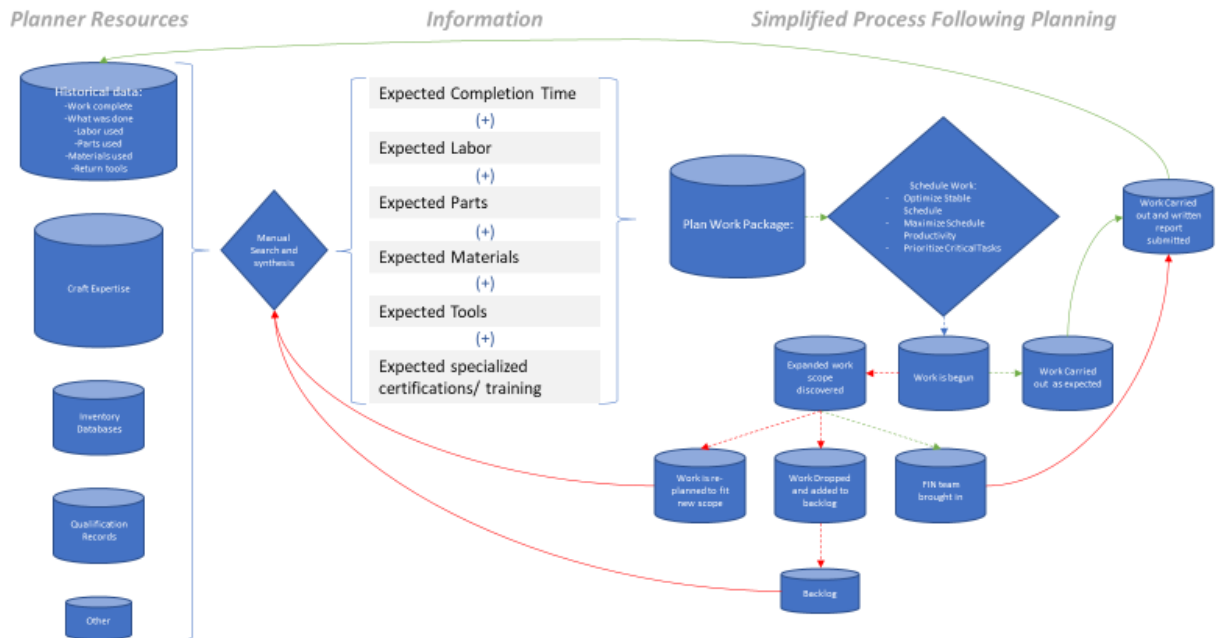 Planner Resources
Information
Simplified Process Following Planning
Historical data:
-Work complete
-What was done
-Labor used
-Parts used
-Materials used
-Return tools
Craft Expertise
Inventory
Databases
Qualification
Records
Other
Manual
Search and
synthesis
Expected Completion Time
(+)
Expected Labor
(+)
Expected Parts
(+)
Expected Materials
(+)
Expected Tools
(+)
Expected specialized
certifications/ training
Plan Work Package:
Schedule Work:
- Optimize Stable
Schedule
- Maximize Schedule
Productivity
- Prioritize Critical Tasks
Work Carried
out and written
report
submitted
Expanded work
scope
discovered
Work is begun
Work Carried
out as expected
Work is re-
planned to fit
new scope
Work Dropped
and added to
backlog
FIN team
brought in
Backlog